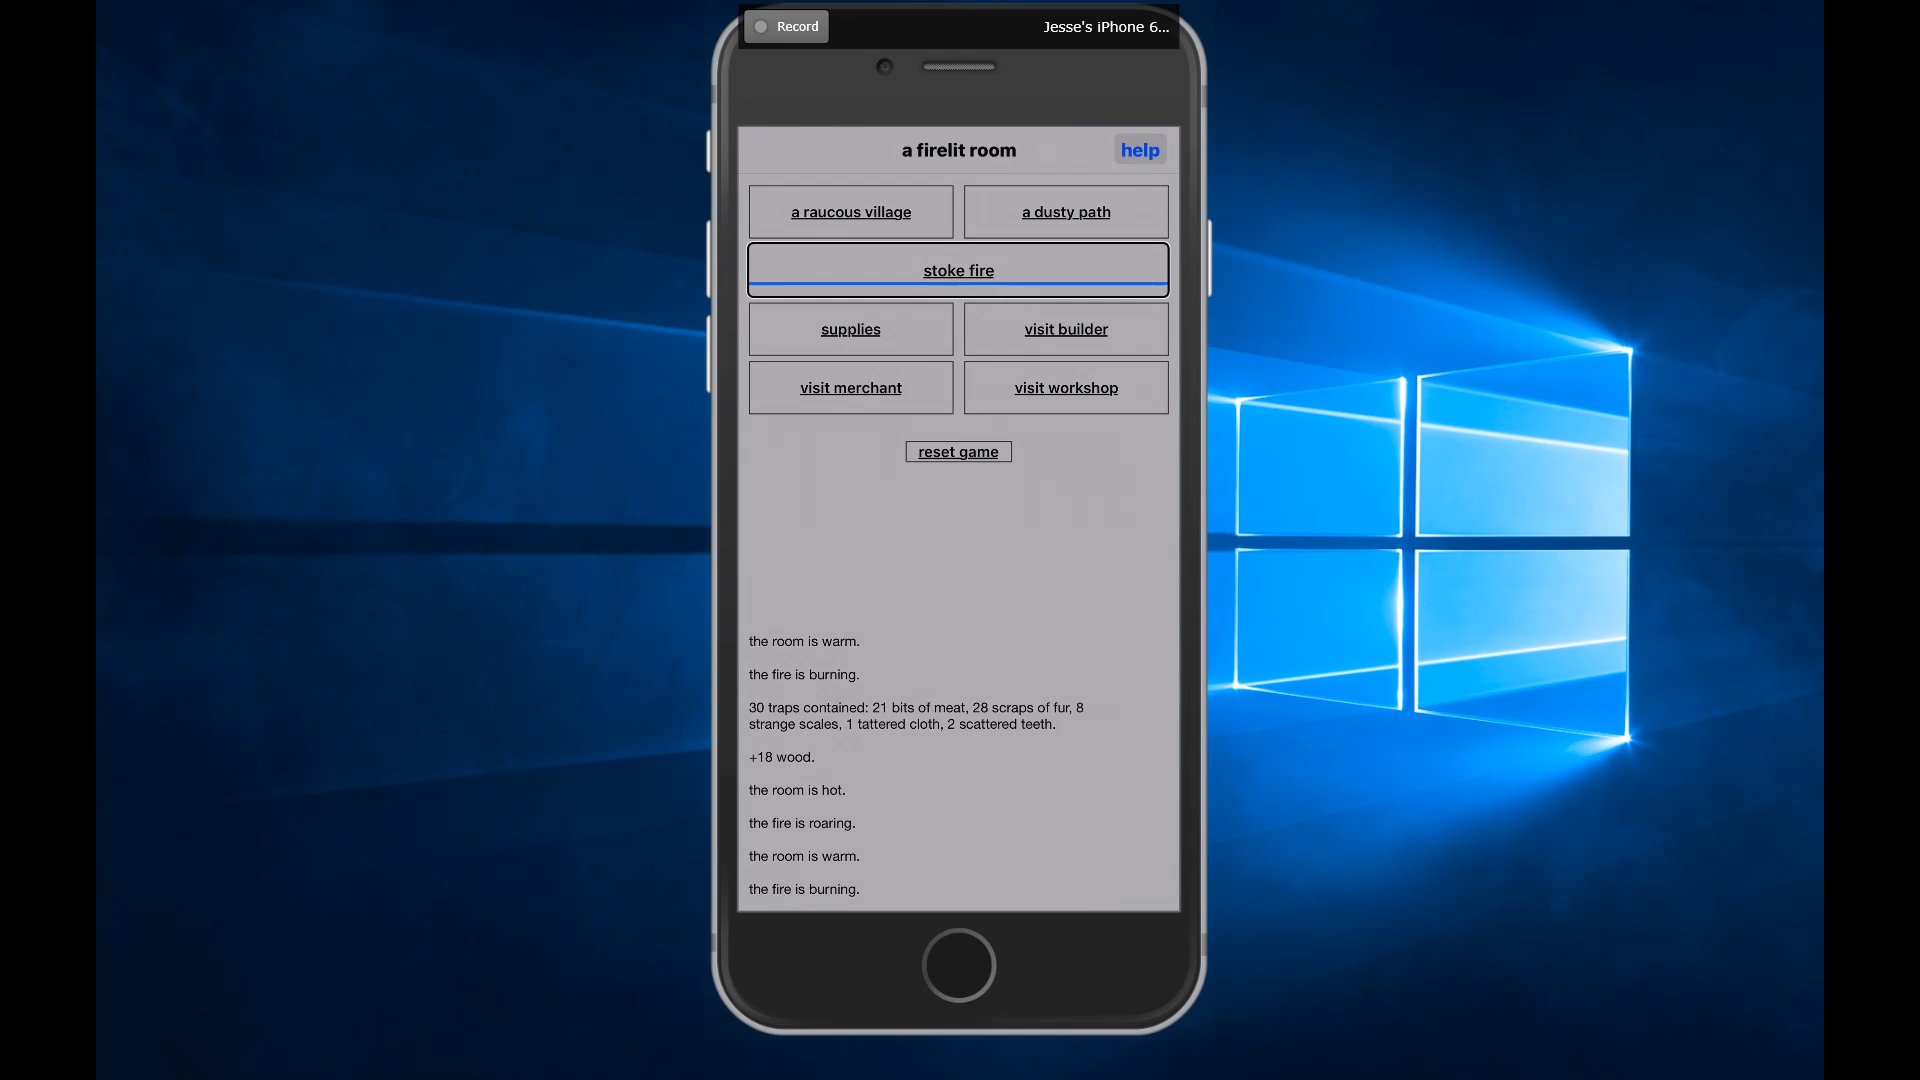 Record
Jesse's iPhone 6...
a firelit room
help
a raucous village
a dusty path
stoke fire
supplies
visit builder
visit merchant
visit workshop
reset game
the room is warm.
the fire is burning.
30 traps contained: 21 bits of meat, 28 scraps of fur, 8
strange scales, 1 tattered cloth, 2 scattered teeth.
+18 wood.
the room is hot.
the fire is roaring.
the room is warm.
the fire is burning.